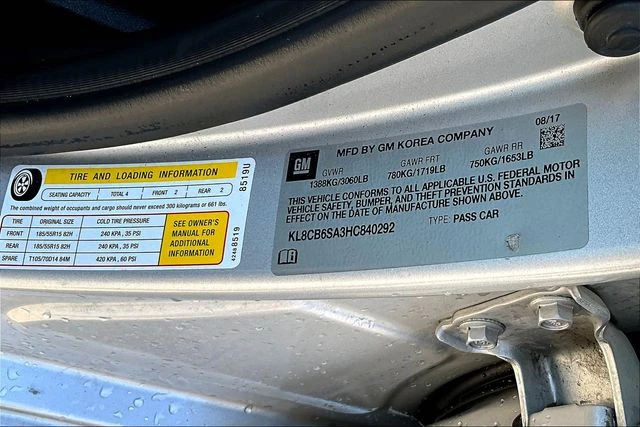 TIRE AND LOADING INFORMATION
SEATING CAPACITY TOTAL 4 FRONT 2 REAR 2
The combined weight of occupants and cargo should never exceed 300 kilograms or 661 lbs.
TIRE ORIGINAL SIZE COLD TIRE PRESSURE
FRONT 185/55R15 82H 240 KPA, 35 PSI
REAR 185/55R15 82H 240 KPA, 35 PSI
SPARE T105/70D14 84M 420 KPA, 60 PSI
SEE OWNER'S
MANUAL FOR
ADDITIONAL
INFORMATION
8519U
42488519
GM
MFD BY GM KOREA COMPANY
08/17
GVWR GAWR FRT GAWR RR
1388KG/3060LB 780KG/1719LB 750KG/1653LB
THIS VEHICLE CONFORMS TO ALL APPLICABLE U.S. FEDERAL MOTOR
VEHICLE SAFETY, BUMPER, AND THEFT PREVENTION STANDARDS IN
EFFECT ON THE DATE OF MANUFACTURE SHOWN ABOVE.
KL8CB6SA3HC840292 TYPE: PASS CAR